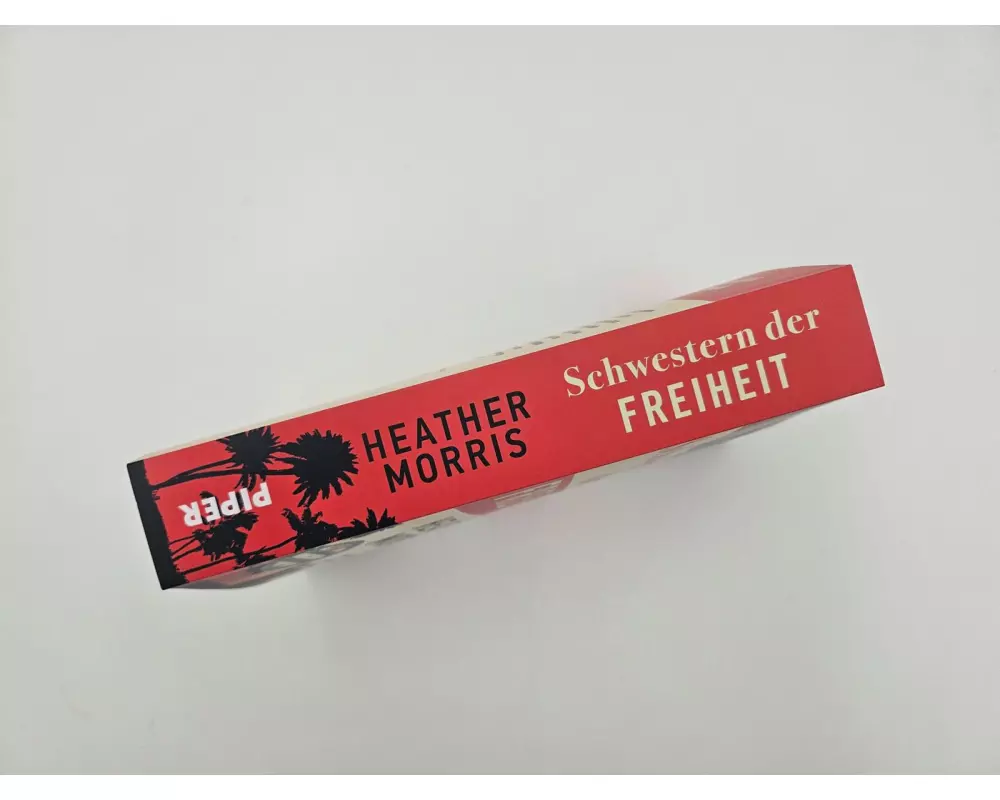 Schwestern der
FREIHEIT
HEATHER
MORRIS
PIPER